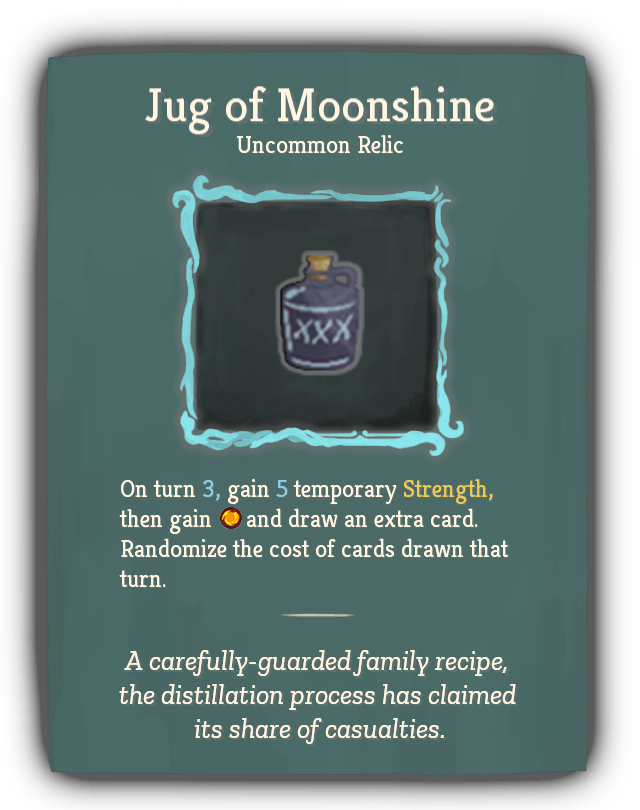 Jug of Moonshine
Uncommon Relic
XXX
On turn 3, gain 5 temporary Strength,
then gain and draw an extra card.
Randomize the cost of cards drawn that
turn.
A carefully-guarded family recipe,
the distillation process has claimed
its share of casualties.